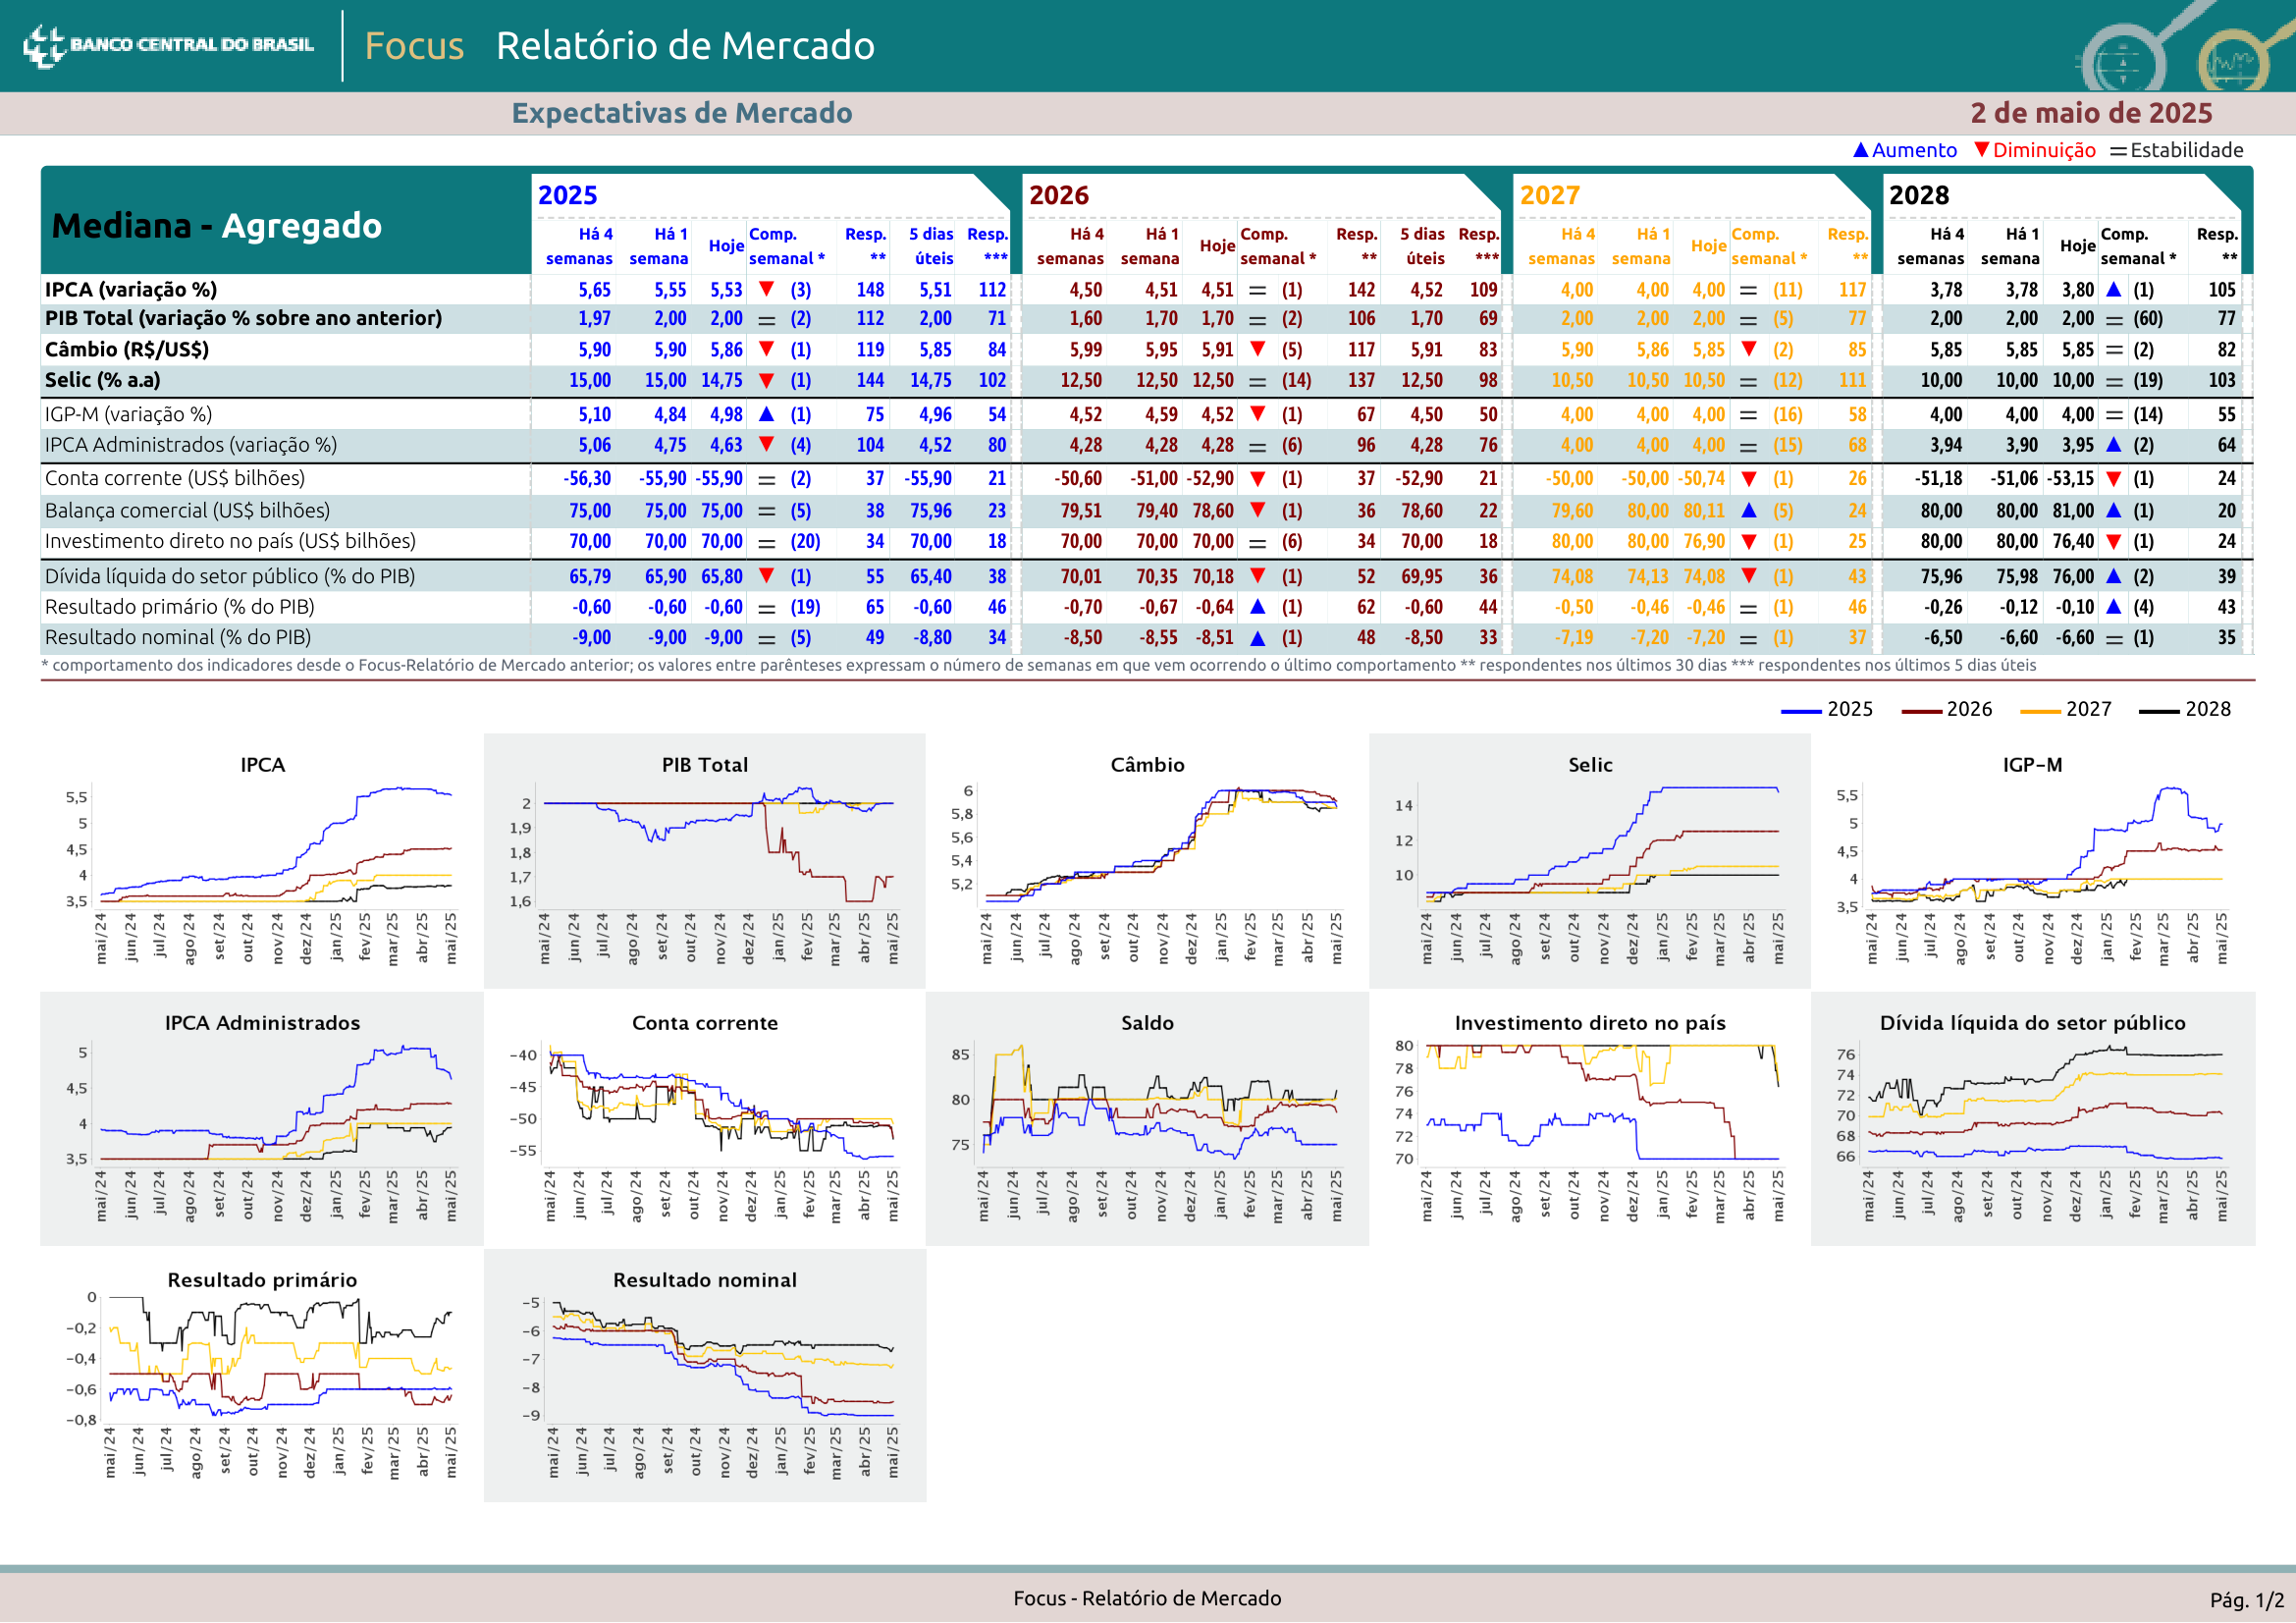 BANCO CENTRAL DO BRASIL
Focus Relatório de Mercado
Expectativas de Mercado 2 de maio de 2025
▲ Aumento ▼ Diminuição = Estabilidade
Mediana - Agregado
2025 2026 2027 2028
Há 4 semanas Há 1 semana Hoje Comp. semanal * Resp. ** 5 dias úteis Resp. *** Há 4 semanas Há 1 semana Hoje Comp. semanal * Resp. ** 5 dias úteis Resp. *** Há 4 semanas Há 1 semana Hoje Comp. semanal * Resp. ** Há 4 semanas Há 1 semana Hoje Comp. semanal * Resp. **
IPCA (variação %) 5,65 5,55 5,53 ▼ (3) 148 5,51 112 4,50 4,51 4,51 = (1) 142 4,52 109 4,00 4,00 4,00 = (11) 117 3,78 3,78 3,80 ▲ (1) 105
PIB Total (variação % sobre ano anterior) 1,97 2,00 2,00 = (2) 112 2,00 71 1,60 1,70 1,70 = (2) 106 1,70 69 2,00 2,00 2,00 = (5) 77 2,00 2,00 2,00 = (60) 77
Câmbio (R$/US$) 5,90 5,90 5,86 ▼ (1) 119 5,85 84 5,99 5,95 5,91 ▼ (5) 117 5,91 83 5,90 5,86 5,85 ▼ (2) 85 5,85 5,85 5,85 = (2) 82
Selic (% a.a) 15,00 15,00 14,75 ▼ (1) 144 14,75 102 12,50 12,50 12,50 = (14) 137 12,50 98 10,50 10,50 10,50 = (12) 111 10,00 10,00 10,00 = (19) 103
IGP-M (variação %) 5,10 4,84 4,98 ▲ (1) 75 4,96 54 4,52 4,59 4,52 ▼ (1) 67 4,50 50 4,00 4,00 4,00 = (16) 58 4,00 4,00 4,00 = (14) 55
IPCA Administrados (variação %) 5,06 4,75 4,63 ▼ (4) 104 4,52 80 4,28 4,28 4,28 = (6) 96 4,28 76 4,00 4,00 4,00 = (15) 68 3,94 3,90 3,95 ▲ (2) 64
Conta corrente (US$ bilhões) -56,30 -55,90 -55,90 = (2) 37 -55,90 21 -50,60 -51,00 -52,90 ▼ (1) 37 -52,90 21 -50,00 -50,00 -50,74 ▼ (1) 26 -51,18 -51,06 -53,15 ▼ (1) 24
Balança comercial (US$ bilhões) 75,00 75,00 75,00 = (5) 38 75,96 23 79,51 79,40 78,60 ▼ (1) 36 78,60 22 79,60 80,00 80,11 ▲ (5) 24 80,00 80,00 81,00 ▲ (1) 20
Investimento direto no país (US$ bilhões) 70,00 70,00 70,00 = (20) 34 70,00 18 70,00 70,00 70,00 = (6) 34 70,00 18 80,00 80,00 76,90 ▼ (1) 25 80,00 80,00 76,40 ▼ (1) 24
Dívida líquida do setor público (% do PIB) 65,79 65,90 65,80 ▼ (1) 55 65,40 38 70,01 70,35 70,18 ▼ (1) 52 69,95 36 74,08 74,13 74,08 ▼ (1) 43 75,96 75,98 76,00 ▲ (2) 39
Resultado primário (% do PIB) -0,60 -0,60 -0,60 = (19) 65 -0,60 46 -0,70 -0,67 -0,64 ▲ (1) 62 -0,60 44 -0,50 -0,46 -0,46 = (1) 46 -0,26 -0,12 -0,10 ▲ (4) 43
Resultado nominal (% do PIB) -9,00 -9,00 -9,00 = (5) 49 -8,80 34 -8,50 -8,55 -8,51 ▲ (1) 48 -8,50 33 -7,19 -7,20 -7,20 = (1) 37 -6,50 -6,60 -6,60 = (1) 35
* comportamento dos indicadores desde o Focus-Relatório de Mercado anterior; os valores entre parênteses expressam o número de semanas em que vem ocorrendo o último comportamento ** respondentes nos últimos 30 dias *** respondentes nos últimos 5 dias úteis
2025 2026 2027 2028
IPCA
5,5
5
4,5
4
3,5
mai/24 jun/24 jul/24 ago/24 set/24 out/24 nov/24 dez/24 jan/25 fev/25 mar/25 abr/25 mai/25
PIB Total
2
1,9
1,8
1,7
1,6
mai/24 jun/24 jul/24 ago/24 set/24 out/24 nov/24 dez/24 jan/25 fev/25 mar/25 abr/25 mai/25
Câmbio
6
5,8
5,6
5,4
5,2
mai/24 jun/24 jul/24 ago/24 set/24 out/24 nov/24 dez/24 jan/25 fev/25 mar/25 abr/25 mai/25
Selic
14
12
10
mai/24 jun/24 jul/24 ago/24 set/24 out/24 nov/24 dez/24 jan/25 fev/25 mar/25 abr/25 mai/25
IGP-M
5,5
5
4,5
4
3,5
mai/24 jun/24 jul/24 ago/24 set/24 out/24 nov/24 dez/24 jan/25 fev/25 mar/25 abr/25 mai/25
IPCA Administrados
5
4,5
4
3,5
mai/24 jun/24 jul/24 ago/24 set/24 out/24 nov/24 dez/24 jan/25 fev/25 mar/25 abr/25 mai/25
Conta corrente
-40
-45
-50
-55
mai/24 jun/24 jul/24 ago/24 set/24 out/24 nov/24 dez/24 jan/25 fev/25 mar/25 abr/25 mai/25
Saldo
85
80
75
mai/24 jun/24 jul/24 ago/24 set/24 out/24 nov/24 dez/24 jan/25 fev/25 mar/25 abr/25 mai/25
Investimento direto no país
80
78
76
74
72
70
mai/24 jun/24 jul/24 ago/24 set/24 out/24 nov/24 dez/24 jan/25 fev/25 mar/25 abr/25 mai/25
Dívida líquida do setor público
76
74
72
70
68
66
mai/24 jun/24 jul/24 ago/24 set/24 out/24 nov/24 dez/24 jan/25 fev/25 mar/25 abr/25 mai/25
Resultado primário
0
-0,2
-0,4
-0,6
-0,8
mai/24 jun/24 jul/24 ago/24 set/24 out/24 nov/24 dez/24 jan/25 fev/25 mar/25 abr/25 mai/25
Resultado nominal
-5
-6
-7
-8
-9
mai/24 jun/24 jul/24 ago/24 set/24 out/24 nov/24 dez/24 jan/25 fev/25 mar/25 abr/25 mai/25
Focus - Relatório de Mercado
Pág. 1/2